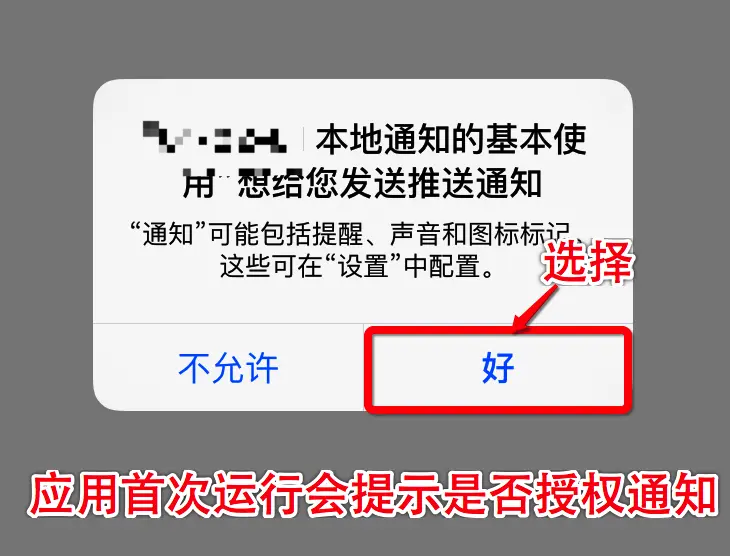 本地通知的基本使
用”想给您发送推送通知
“通知”可能包括提醒、声音和图标标记，
这些可在“设置”中配置。
选择
不允许
好
应用首次运行会提示是否授权通知